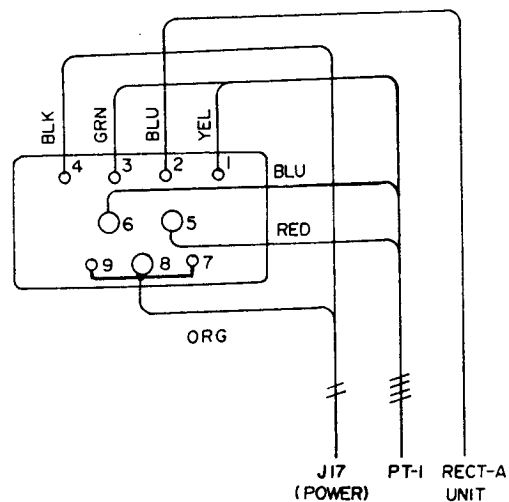 BLK GRN BLU YEL
4 3 2 1
BLU
6 5
RED
9 8 7
ORG
J17 PT-1 RECT-A
(POWER) UNIT